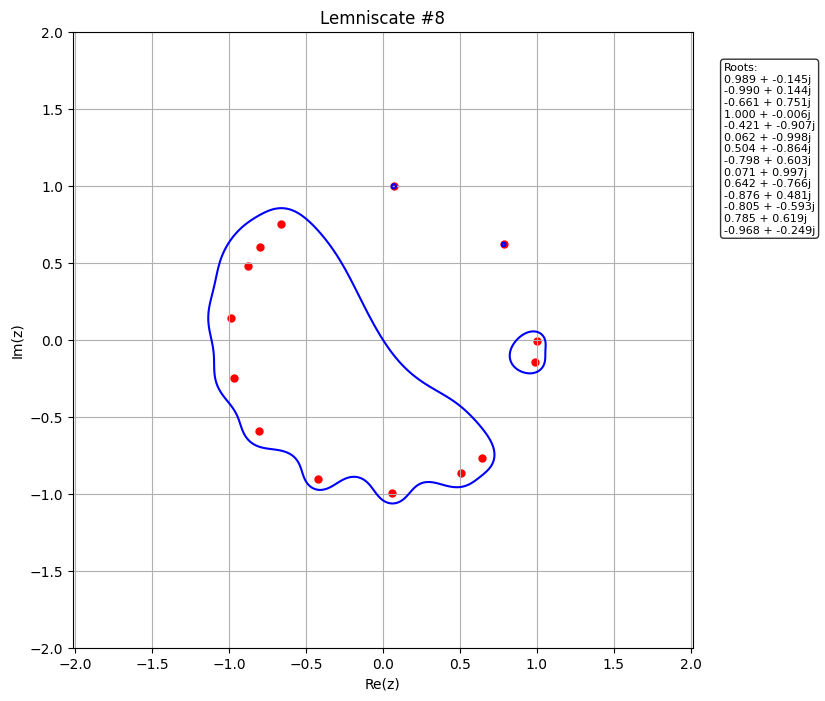 Lemniscate #8
2.0
1.5
1.0
0.5
0.0
−0.5
−1.0
−1.5
−2.0
Im(z)
−2.0 −1.5 −1.0 −0.5 0.0 0.5 1.0 1.5 2.0
Re(z)
Roots:
0.989 + -0.145j
-0.990 + 0.144j
-0.661 + 0.751j
1.000 + -0.006j
-0.421 + -0.907j
0.062 + -0.998j
0.504 + -0.864j
-0.798 + 0.603j
0.071 + 0.997j
0.642 + -0.766j
-0.876 + 0.481j
-0.805 + -0.593j
0.785 + 0.619j
-0.968 + -0.249j